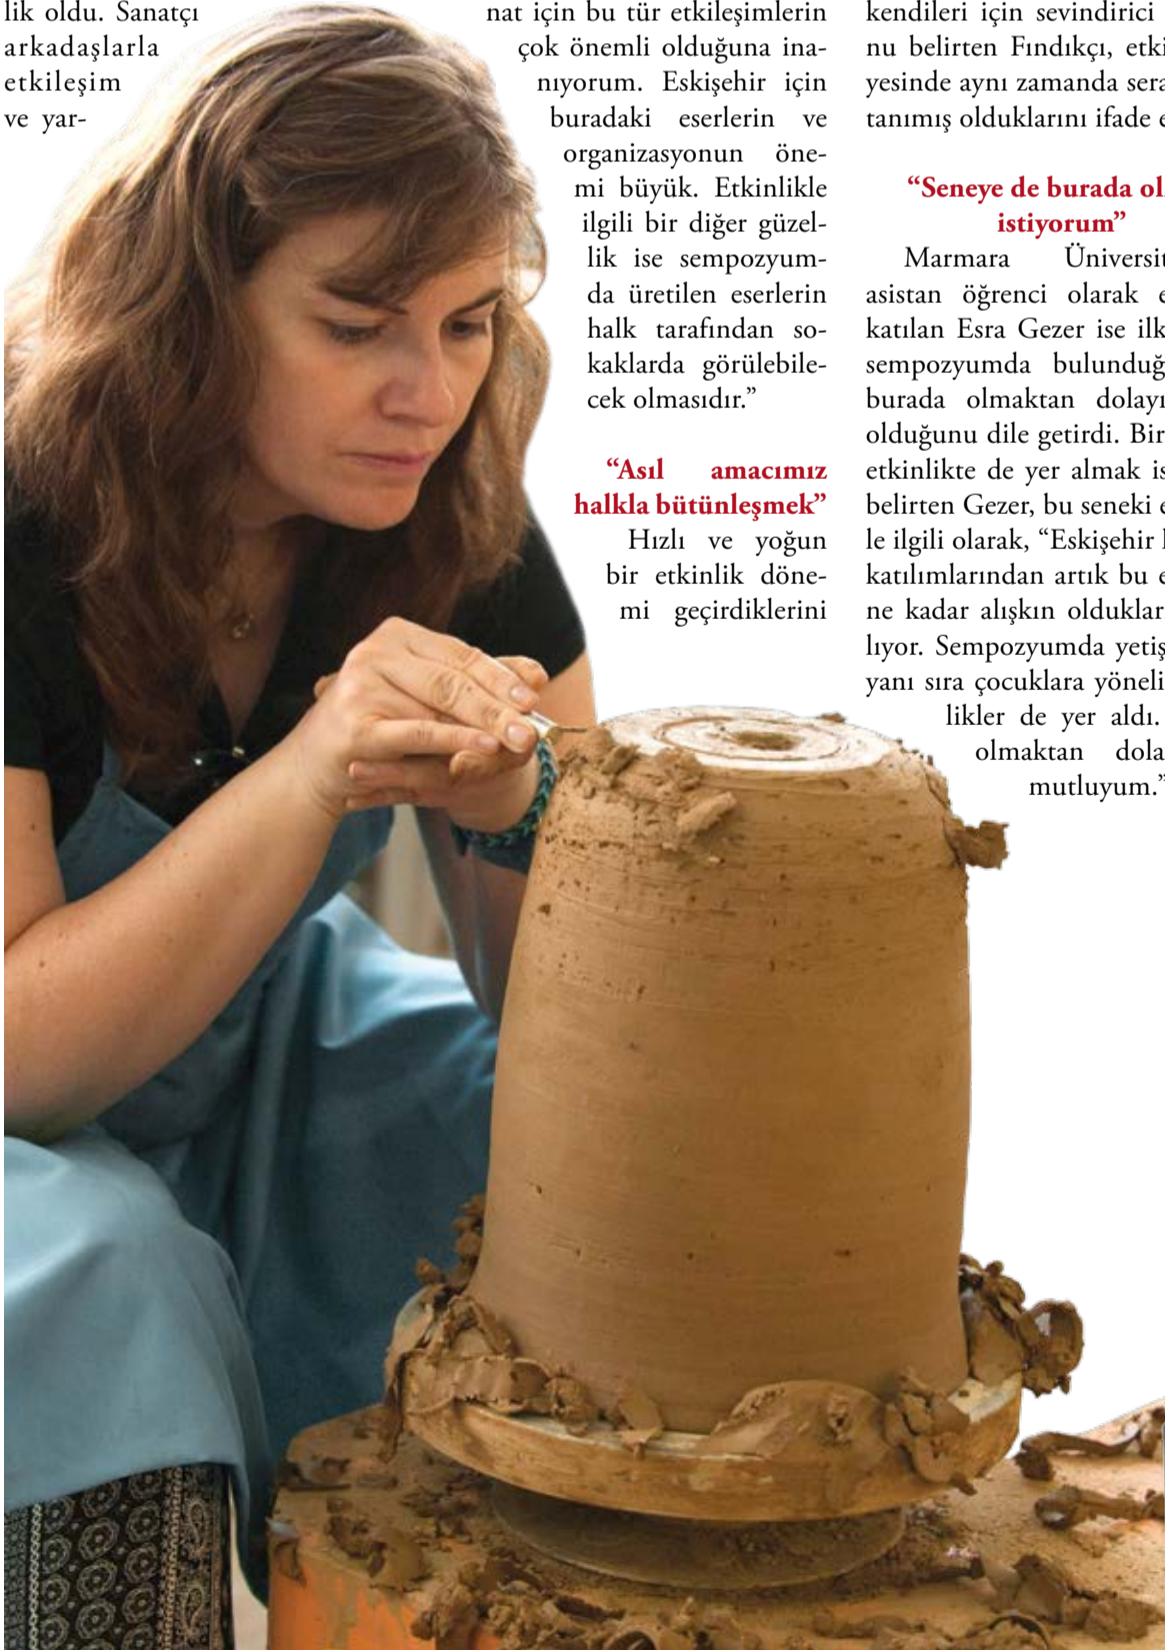 lik oldu. Sanatçı
arkadaşlarla
etkileşim
ve yar-
nat için bu tür etkileşimlerin
çok önemli olduğuna ina-
nıyorum. Eskişehir için
buradaki eserlerin ve
organizasyonun öne-
mi büyük. Etkinlikle
ilgili bir diğer güzel-
lik ise sempozyum-
da üretilen eserlerin
halk tarafından so-
kaklarda görülebile-
cek olmasıdır.”
“Asıl amacımız
halkla bütünleşmek”
Hızlı ve yoğun
bir etkinlik döne-
mi geçirdiklerini
kendileri için sevindirici
nu belirten Fındıkçı,
yesinde aynı zamanda
tanımış olduklarını ifade
“Seneye de burada
istiyorum”
Marmara
asistan öğrenci olarak
katılan Esra Gezer ise ilk
sempozyumda
burada olmaktan
olduğunu dile getirdi. Bir
etkinlikte de yer almak
belirten Gezer, bu seneki
le ilgili olarak, “Eskişehir
katılımlarından artık bu
ne kadar alışkın
lıyor. Sempozyumda
yanı sıra çocuklara
likler de yer aldı.
olmaktan
mutluyum.”